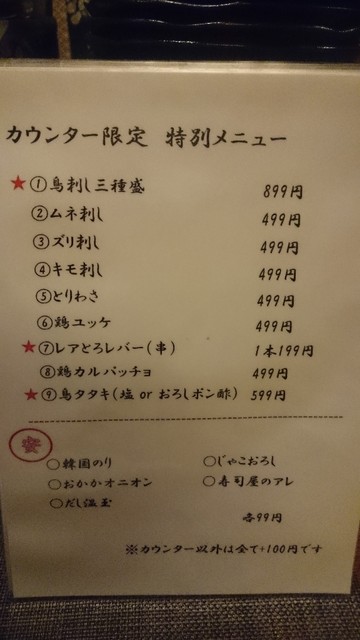 カウンター限定 特別メニュー
★①鳥刺し三種盛 899円
②ムネ刺し 499円
③ズリ刺し 499円
④キモ刺し 499円
⑤とりわさ 499円
⑥鶏ユッケ 499円
★⑦レアとろレバー(串) 1本199円
⑧鶏カルパッチョ 499円
★⑨鳥タタキ(塩 or おろしポン酢) 599円
○韓国のり ○じゃこおろし
○おかかオニオン ○寿司屋のアレ
○だし温玉
各99円
※カウンター以外は全て+100円です